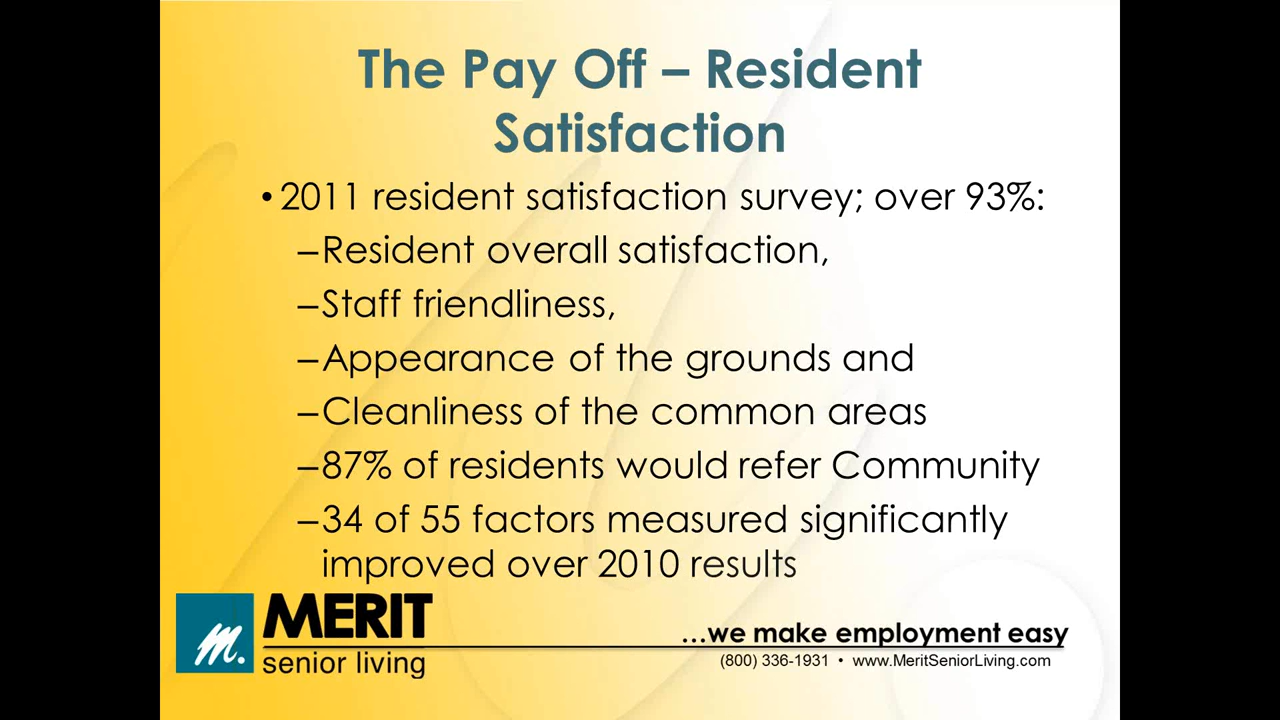 The Pay Off – Resident
Satisfaction
• 2011 resident satisfaction survey; over 93%:
–Resident overall satisfaction,
–Staff friendliness,
–Appearance of the grounds and
–Cleanliness of the common areas
–87% of residents would refer Community
–34 of 55 factors measured significantly
improved over 2010 results
m.
MERIT
senior living
...we make employment easy
(800) 336-1931 • www.MeritSeniorLiving.com